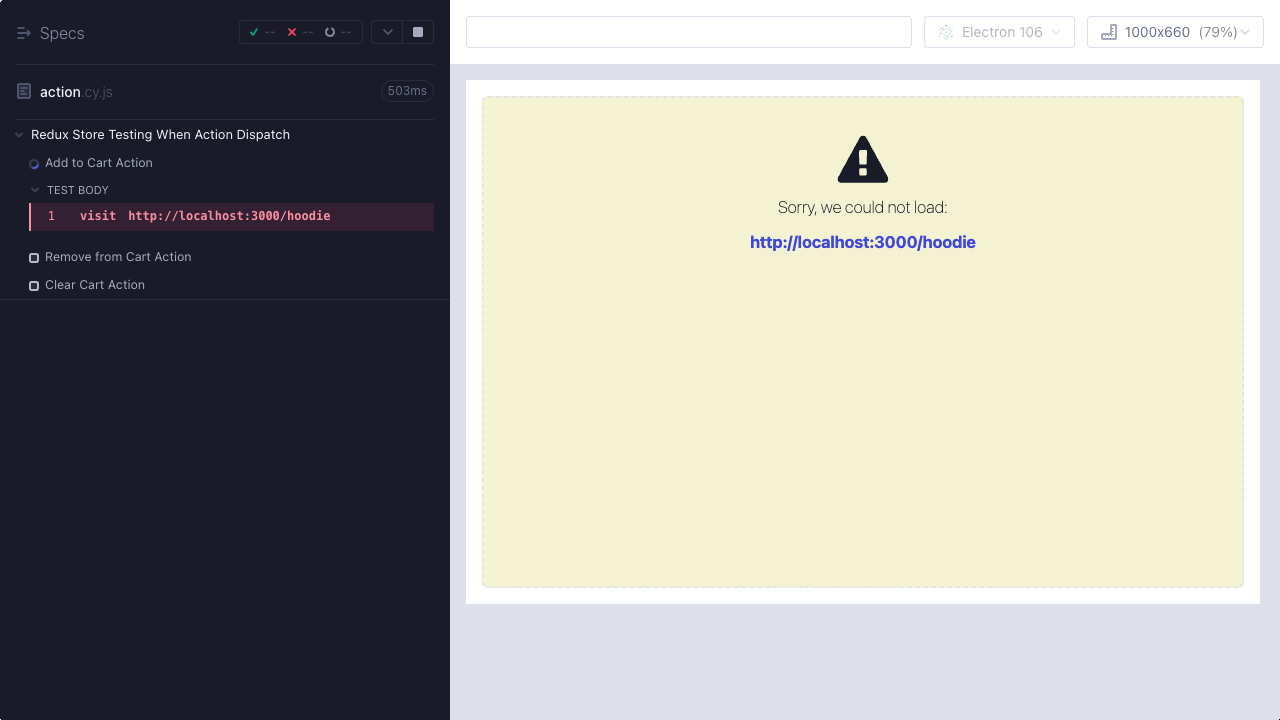 Specs
-- -- --
action.cy.js 503ms
Redux Store Testing When Action Dispatch
Add to Cart Action
TEST BODY
1 visit http://localhost:3000/hoodie
Remove from Cart Action
Clear Cart Action
Electron 106
1000x660 (79%)
Sorry, we could not load:
http://localhost:3000/hoodie